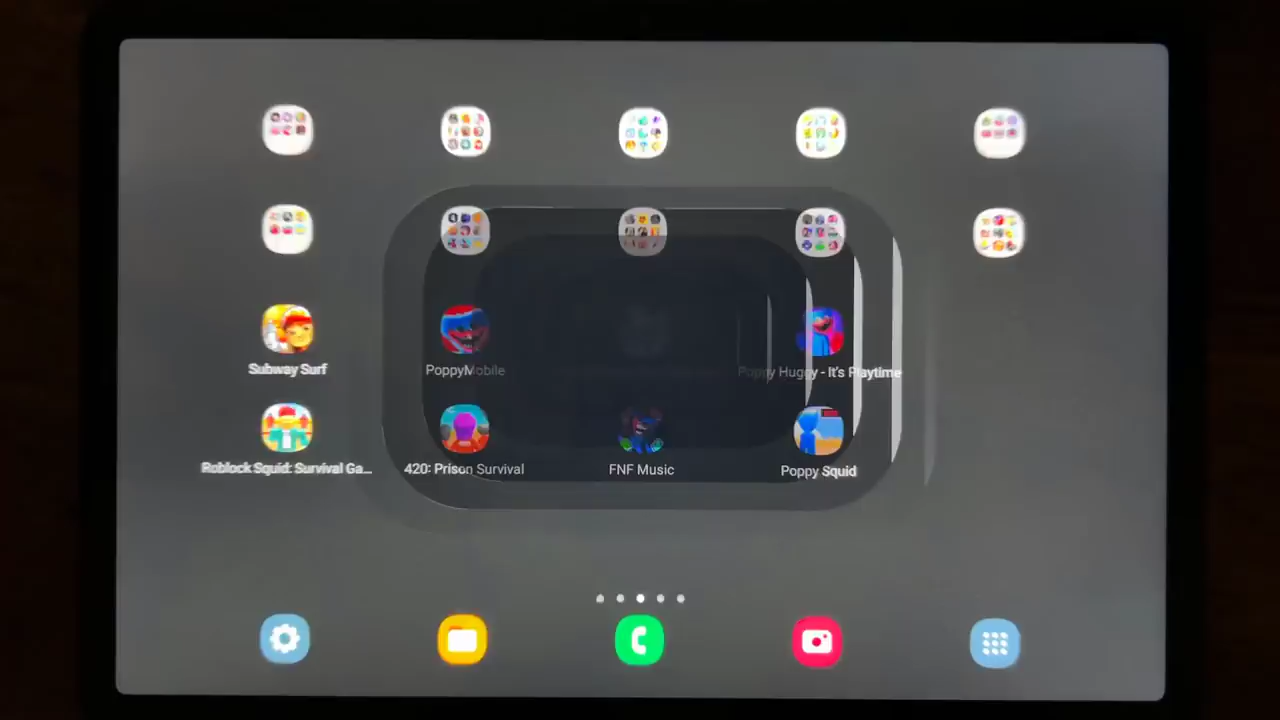 Subway Surf
PoppyMobile
Poppy Huggy - It's Playtime
Roblock Squid: Survival Ga...
420: Prison Survival
FNF Music
Poppy Squid